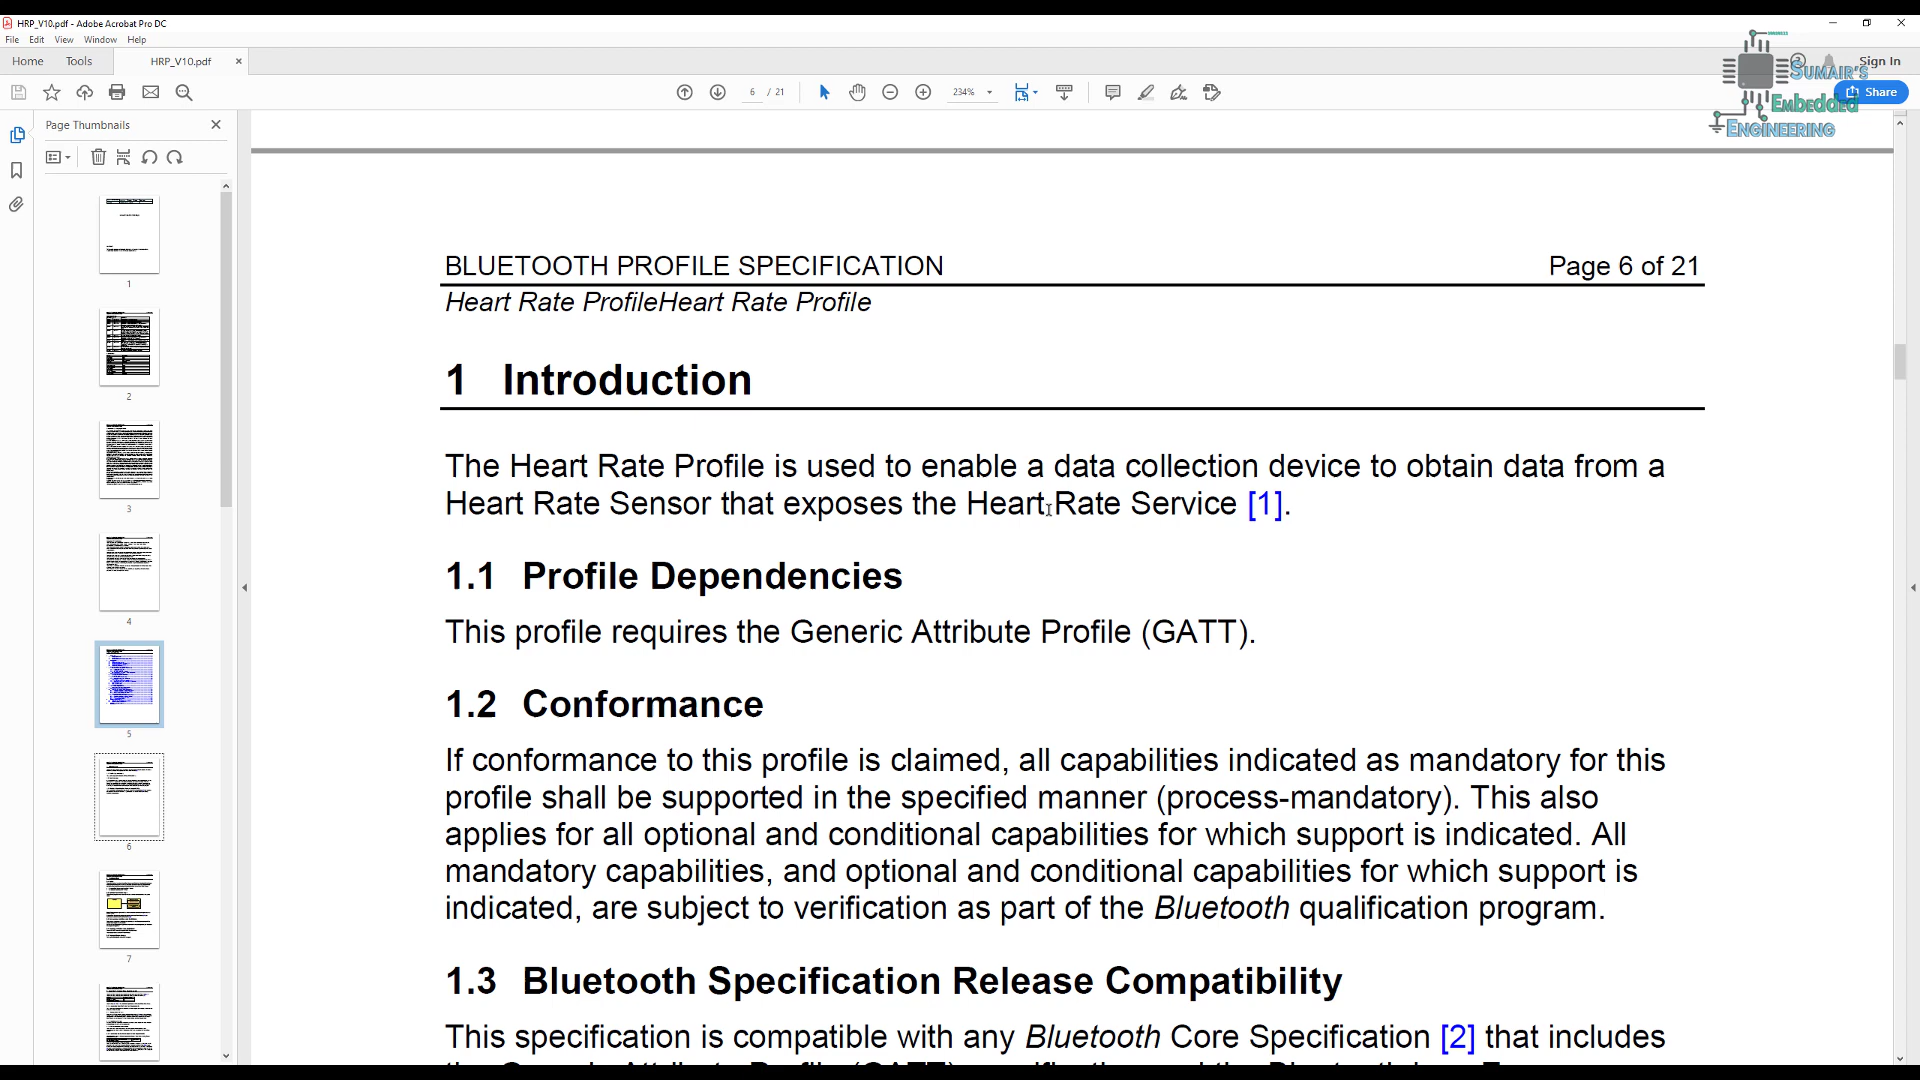 HRP_V10.pdf - Adobe Acrobat Pro DC
File Edit View Window Help
Home Tools HRP_V10.pdf
Sign In
6 / 21
234%
Share
SUMAIR'S
Embedded
ENGINEERING
Page Thumbnails
1
2
3
4
5
6
7
BLUETOOTH PROFILE SPECIFICATION Page 6 of 21
Heart Rate ProfileHeart Rate Profile
1 Introduction
The Heart Rate Profile is used to enable a data collection device to obtain data from a
Heart Rate Sensor that exposes the Heart Rate Service [1].
1.1 Profile Dependencies
This profile requires the Generic Attribute Profile (GATT).
1.2 Conformance
If conformance to this profile is claimed, all capabilities indicated as mandatory for this
profile shall be supported in the specified manner (process-mandatory). This also
applies for all optional and conditional capabilities for which support is indicated. All
mandatory capabilities, and optional and conditional capabilities for which support is
indicated, are subject to verification as part of the Bluetooth qualification program.
1.3 Bluetooth Specification Release Compatibility
This specification is compatible with any Bluetooth Core Specification [2] that includes